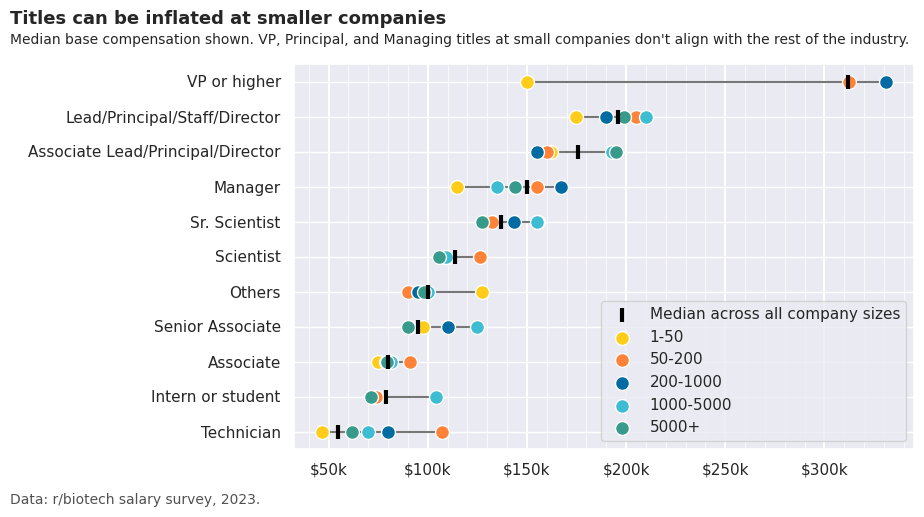 Titles can be inflated at smaller companies
Median base compensation shown. VP, Principal, and Managing titles at small companies don't align with the rest of the industry.
VP or higher
Lead/Principal/Staff/Director
Associate Lead/Principal/Director
Manager
Sr. Scientist
Scientist
Others
Senior Associate
Associate
Intern or student
Technician
Median across all company sizes
1-50
50-200
200-1000
1000-5000
5000+
$50k $100k $150k $200k $250k $300k
Data: r/biotech salary survey, 2023.